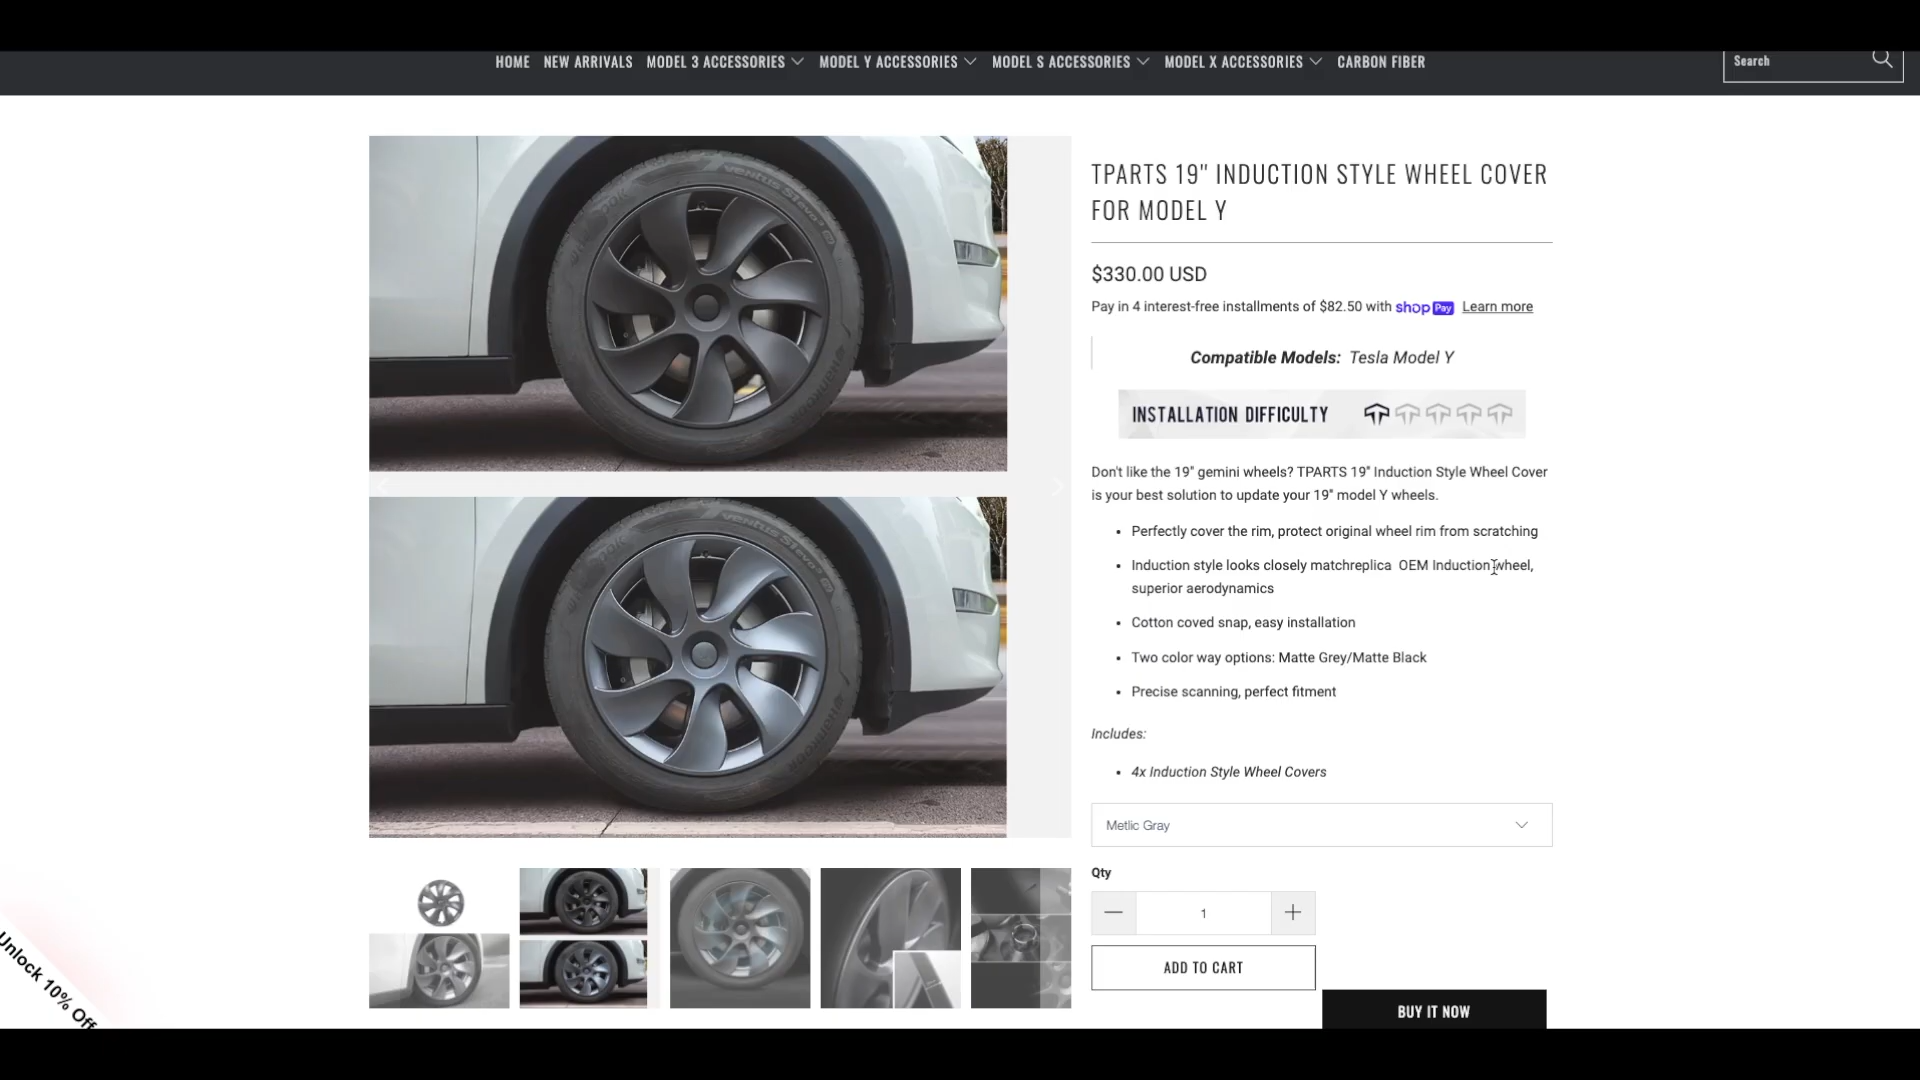 HOME NEW ARRIVALS MODEL 3 ACCESSORIES MODEL Y ACCESSORIES MODEL S ACCESSORIES MODEL X ACCESSORIES CARBON FIBER
Search
TPARTS 19" INDUCTION STYLE WHEEL COVER
FOR MODEL Y
$330.00 USD
Pay in 4 interest-free installments of $82.50 with shop Pay Learn more
Compatible Models: Tesla Model Y
INSTALLATION DIFFICULTY
Don't like the 19" gemini wheels? TPARTS 19" Induction Style Wheel Cover
is your best solution to update your 19" model Y wheels.
• Perfectly cover the rim, protect original wheel rim from scratching
• Induction style looks closely matchreplica OEM Induction wheel,
superior aerodynamics
• Cotton coved snap, easy installation
• Two color way options: Matte Grey/Matte Black
• Precise scanning, perfect fitment
Includes:
• 4x Induction Style Wheel Covers
Metlic Gray
Qty
1
ADD TO CART
BUY IT NOW
Unlock 10% Off
ventus S1 evo3
Hankook